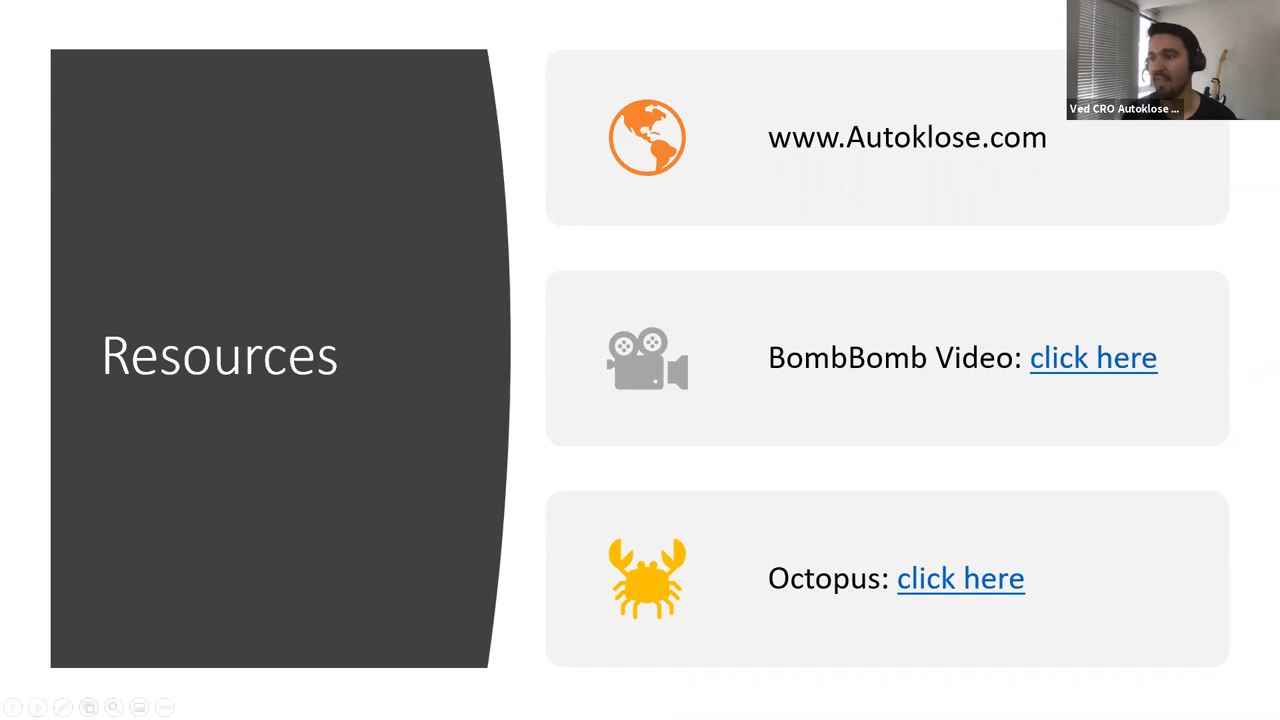 Resources
www.Autoklose.com
BombBomb Video: click here
Octopus: click here
Ved CRO Autoklose ...